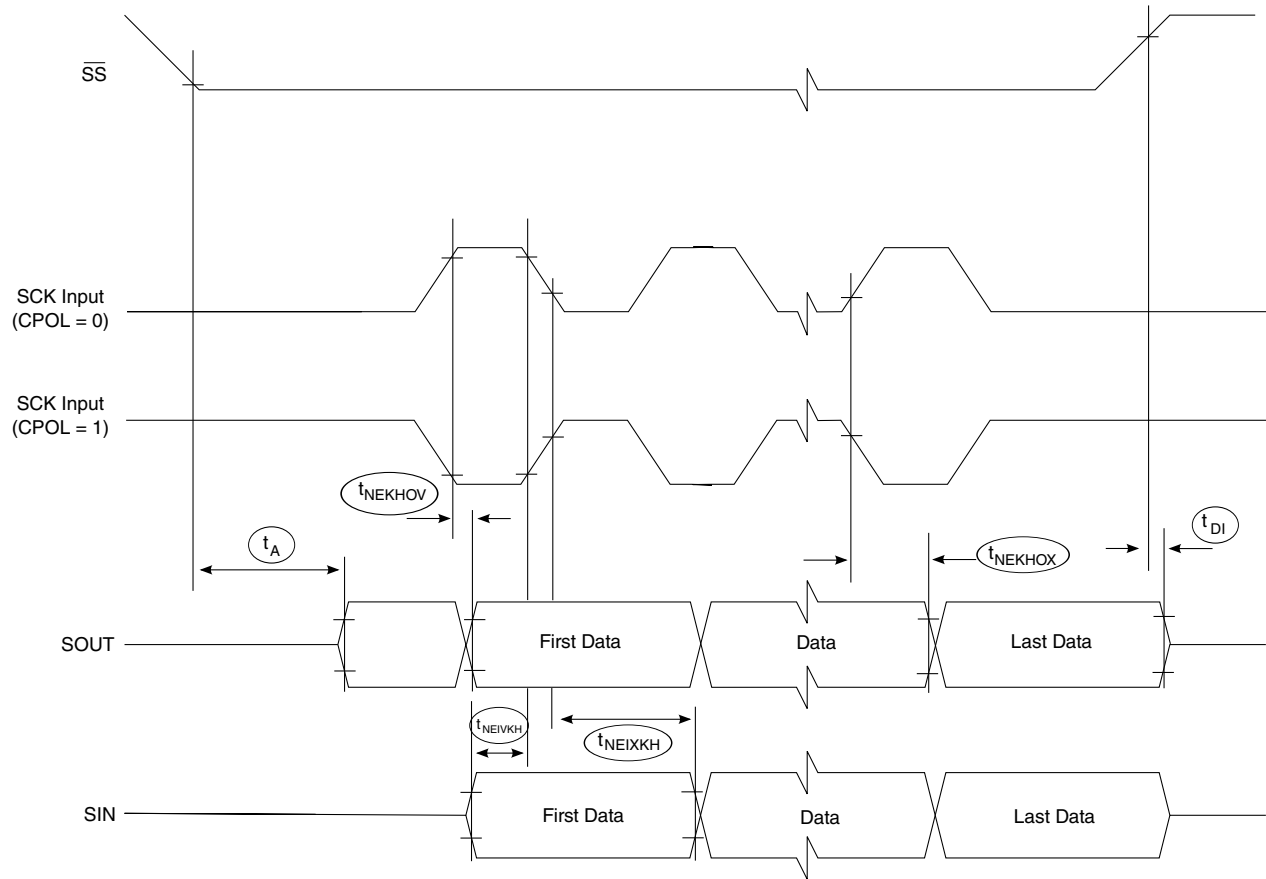 SS
SCK Input
(CPOL = 0)
SCK Input
(CPOL = 1)
tNEKHOV
tA
tNEKHOX
tDI
SOUT
First Data
Data
Last Data
tNEIVKH
tNEIXKH
SIN
First Data
Data
Last Data